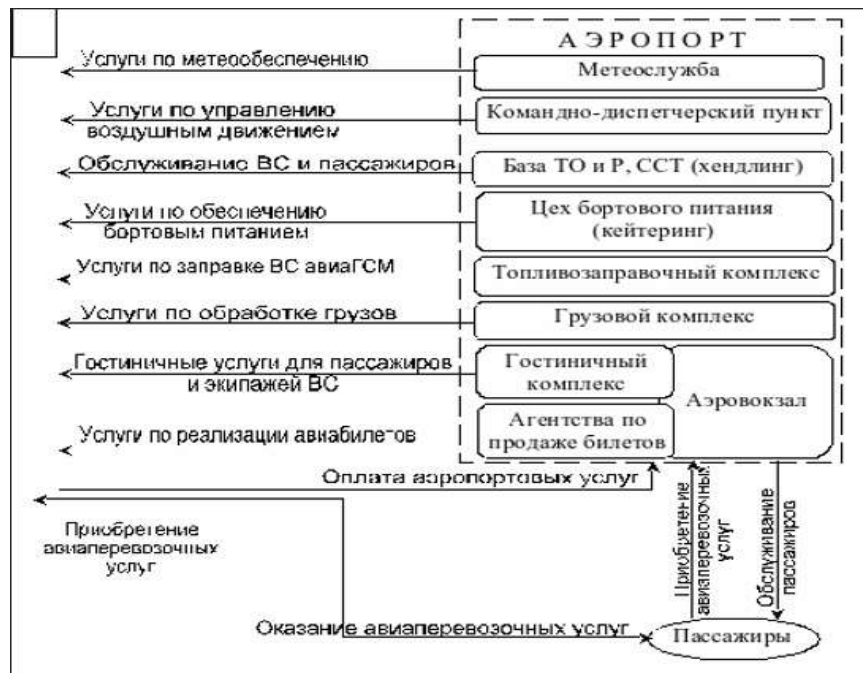 АЭРОПОРТ
Услуги по метеообеспечению
Метеослужба
Услуги по управлению
воздушным движением
Командно-диспетчерский пункт
Обслуживание ВС и пассажиров
База ТО и Р, ССТ (хендлинг)
Услуги по обеспечению
бортовым питанием
Цех бортового питания
(кейтеринг)
Услуги по заправке ВС авиаГСМ
Топливозаправочный комплекс
Услуги по обработке грузов
Грузовой комплекс
Гостиничные услуги для пассажиров
и экипажей ВС
Гостиничный
комплекс
Аэровокзал
Услуги по реализации авиабилетов
Агентства по
продаже билетов
Оплата аэропортовых услуг
Приобретение
авиаперевозочных
услуг
Приобретение
авиаперевозочных
услуг
Обслуживание
пассажиров
Оказание авиаперевозочных услуг
Пассажиры